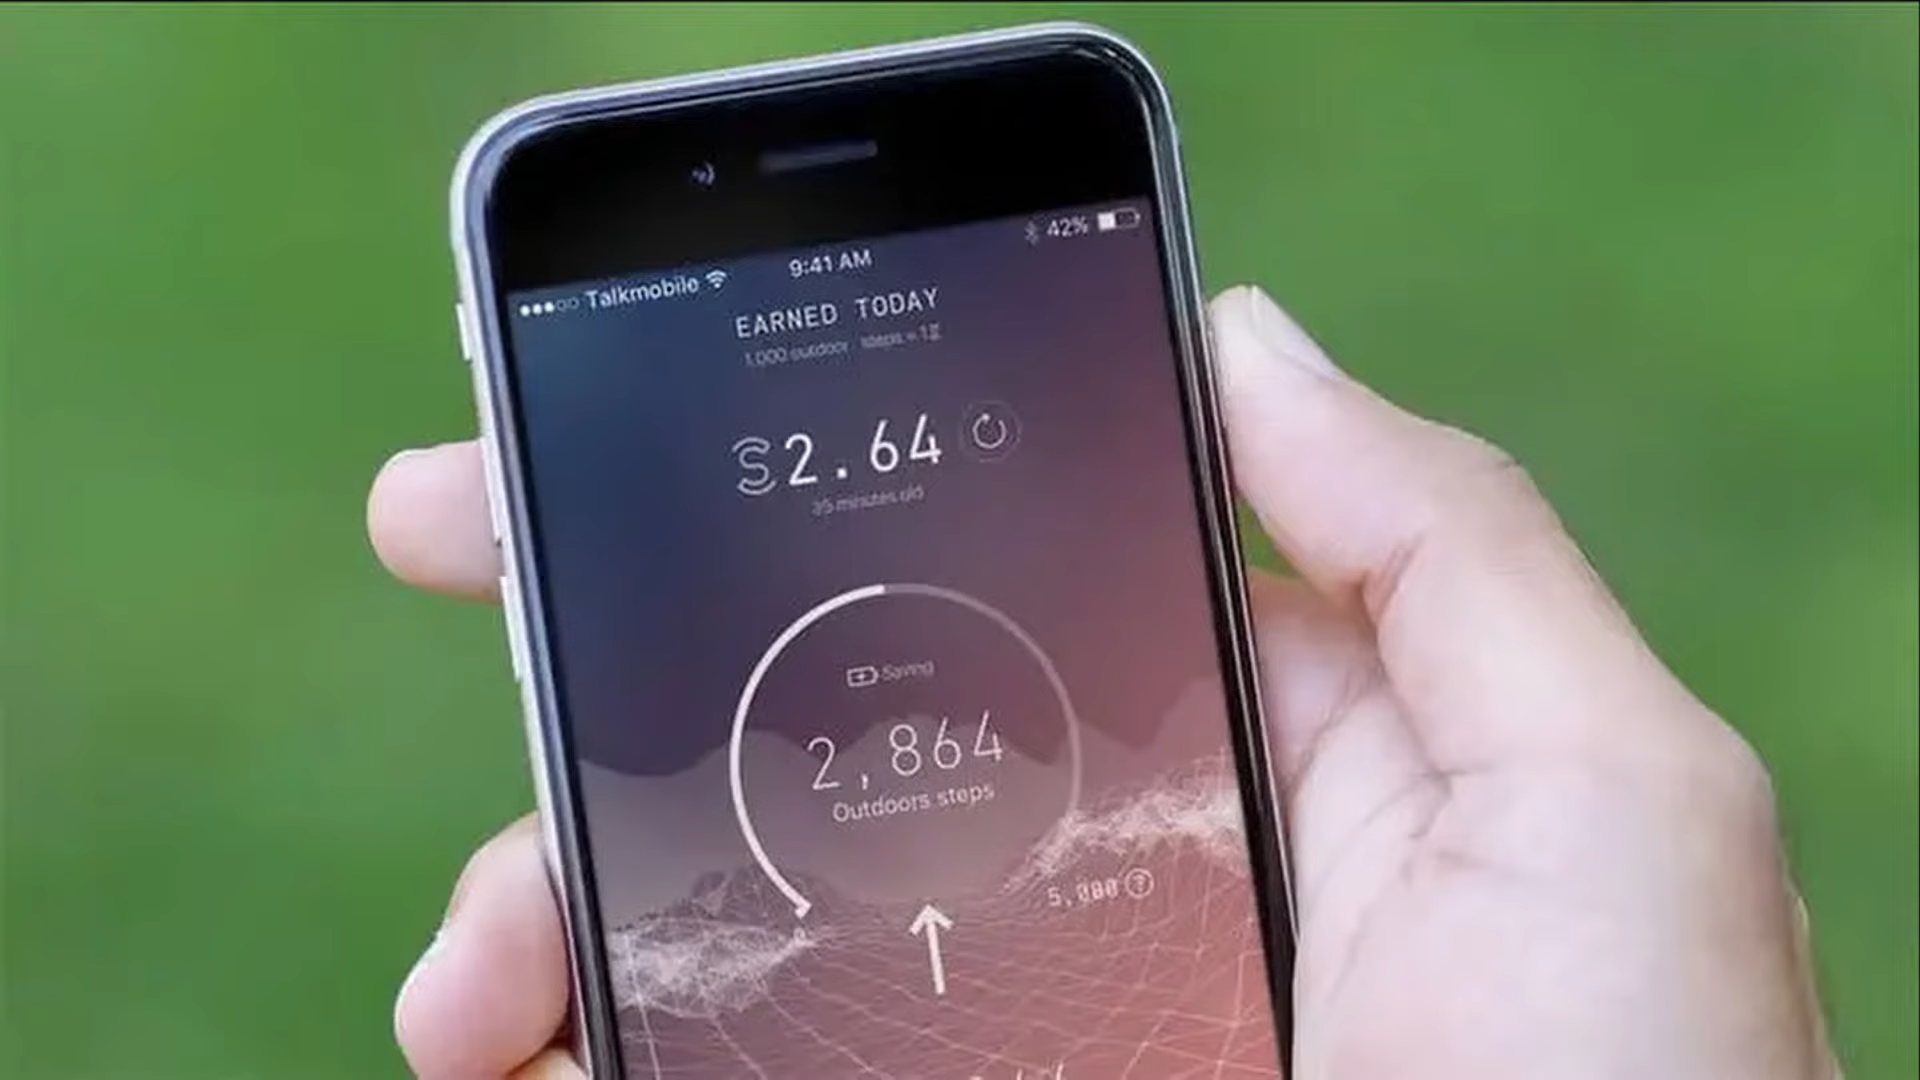 Talkmobile 9:41 AM 42%
EARNED TODAY
1,000 outdoor steps = 1
2.64
35 minutes old
Saving
2,864
Outdoors steps
5,000 ?